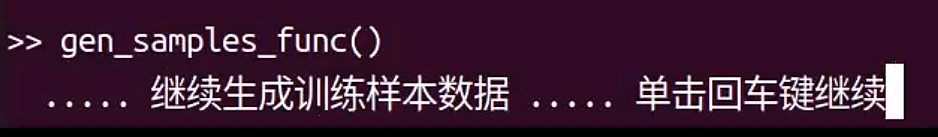 >> gen_samples_func()
..... 继续生成训练样本数据 ..... 单击回车键继续